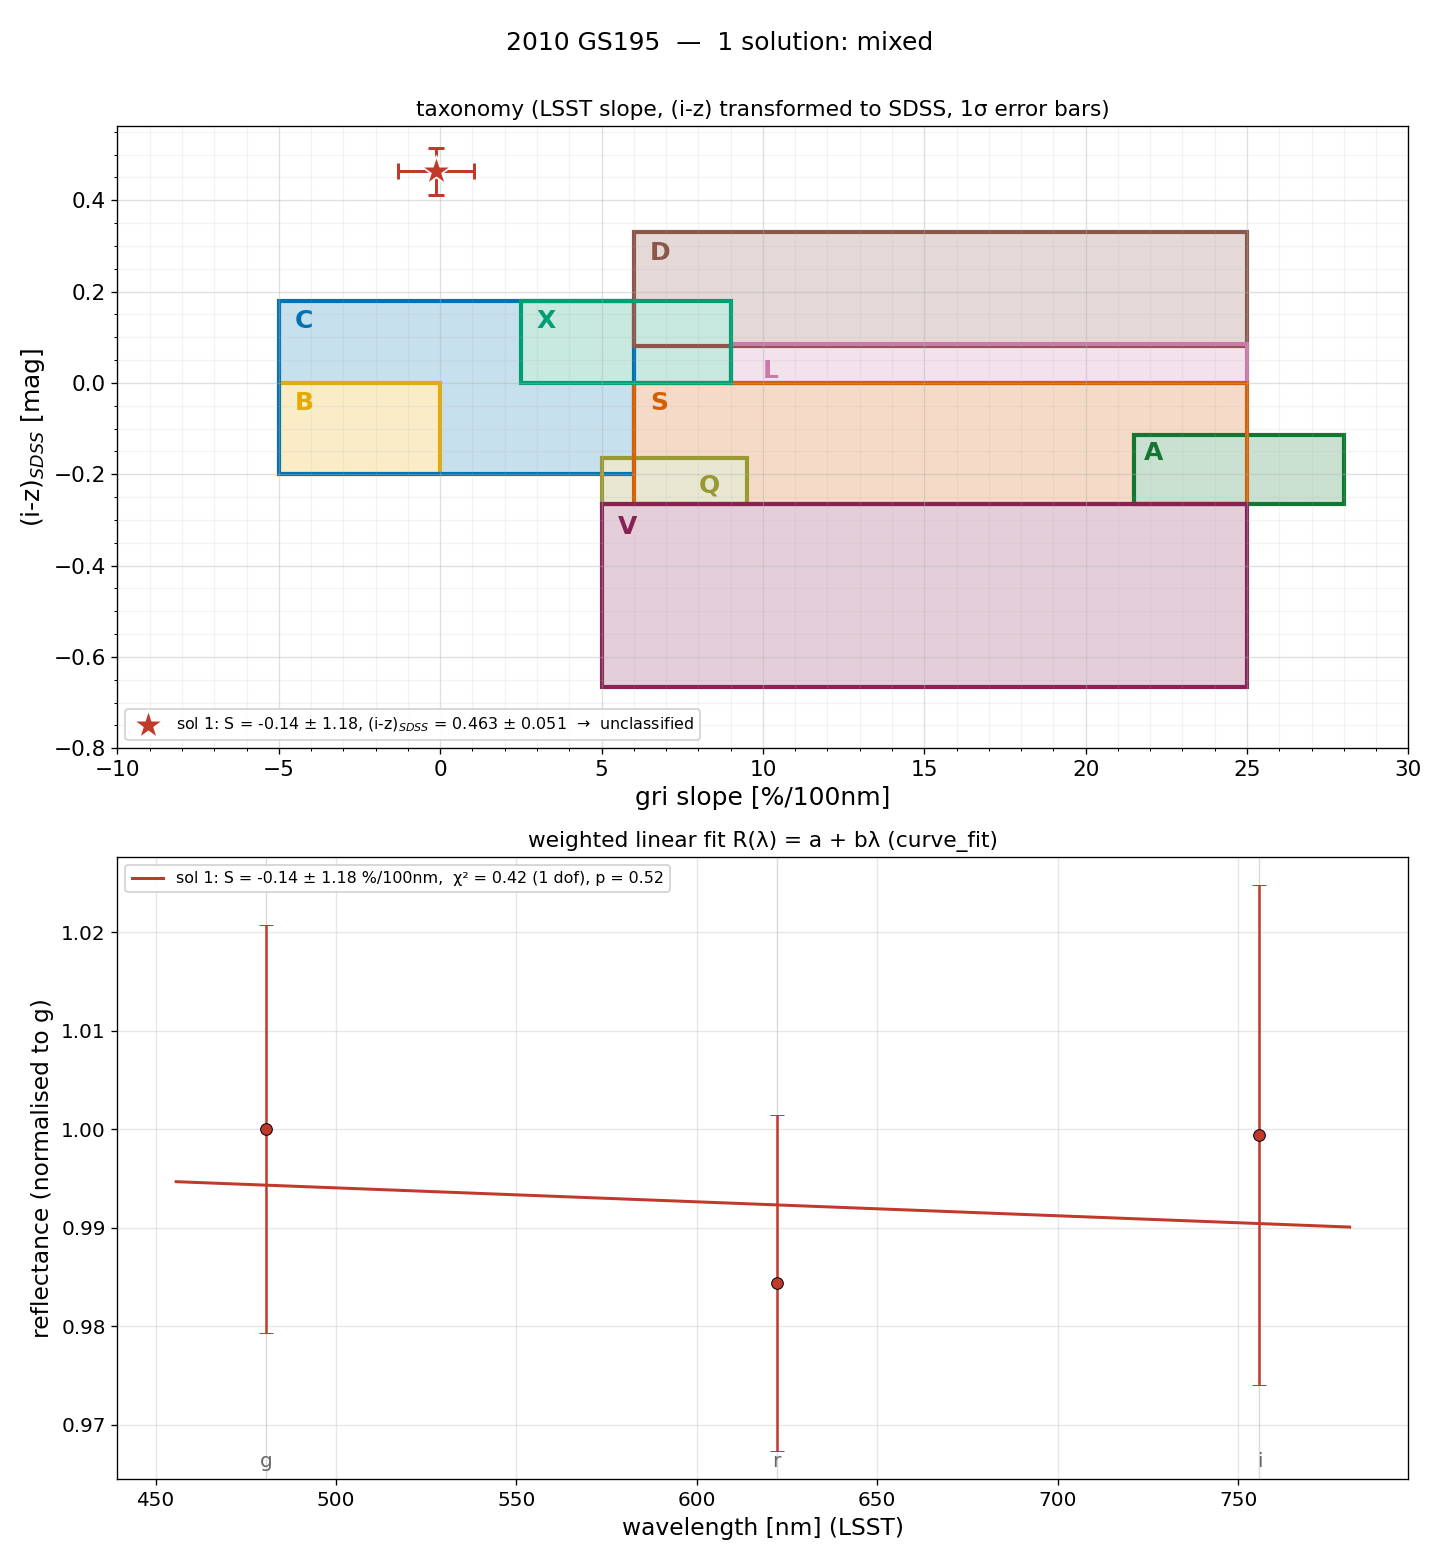 2010 GS195 — 1 solution: mixed
taxonomy (LSST slope, (i-z) transformed to SDSS, 1σ error bars)
0.4
0.2
0.0
−0.2
−0.4
−0.6
−0.8
(i-z)SDSS [mag]
D
C
X
L
B
S
A
Q
V
sol 1: S = -0.14 ± 1.18, (i-z)SDSS = 0.463 ± 0.051 → unclassified
−10
−5
0
5
10
15
20
25
30
gri slope [%/100nm]
weighted linear fit R(λ) = a + bλ (curve_fit)
sol 1: S = -0.14 ± 1.18 %/100nm, χ² = 0.42 (1 dof), p = 0.52
1.02
1.01
1.00
0.99
0.98
0.97
reflectance (normalised to g)
g
r
i
450
500
550
600
650
700
750
wavelength [nm] (LSST)